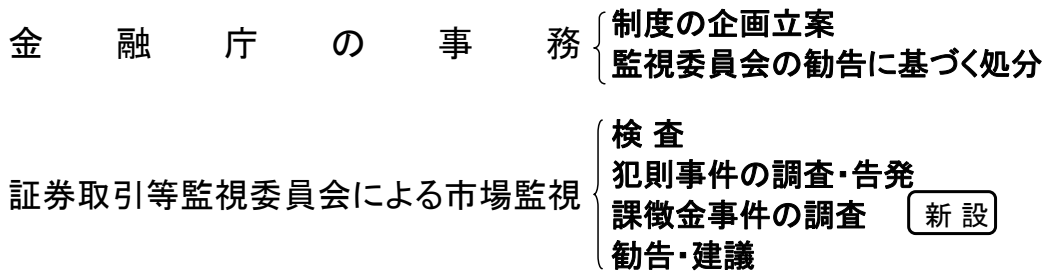 金融庁の事務
制度の企画立案
監視委員会の勧告に基づく処分
証券取引等監視委員会による市場監視
検査
犯則事件の調査・告発
課徴金事件の調査 新設
勧告・建議